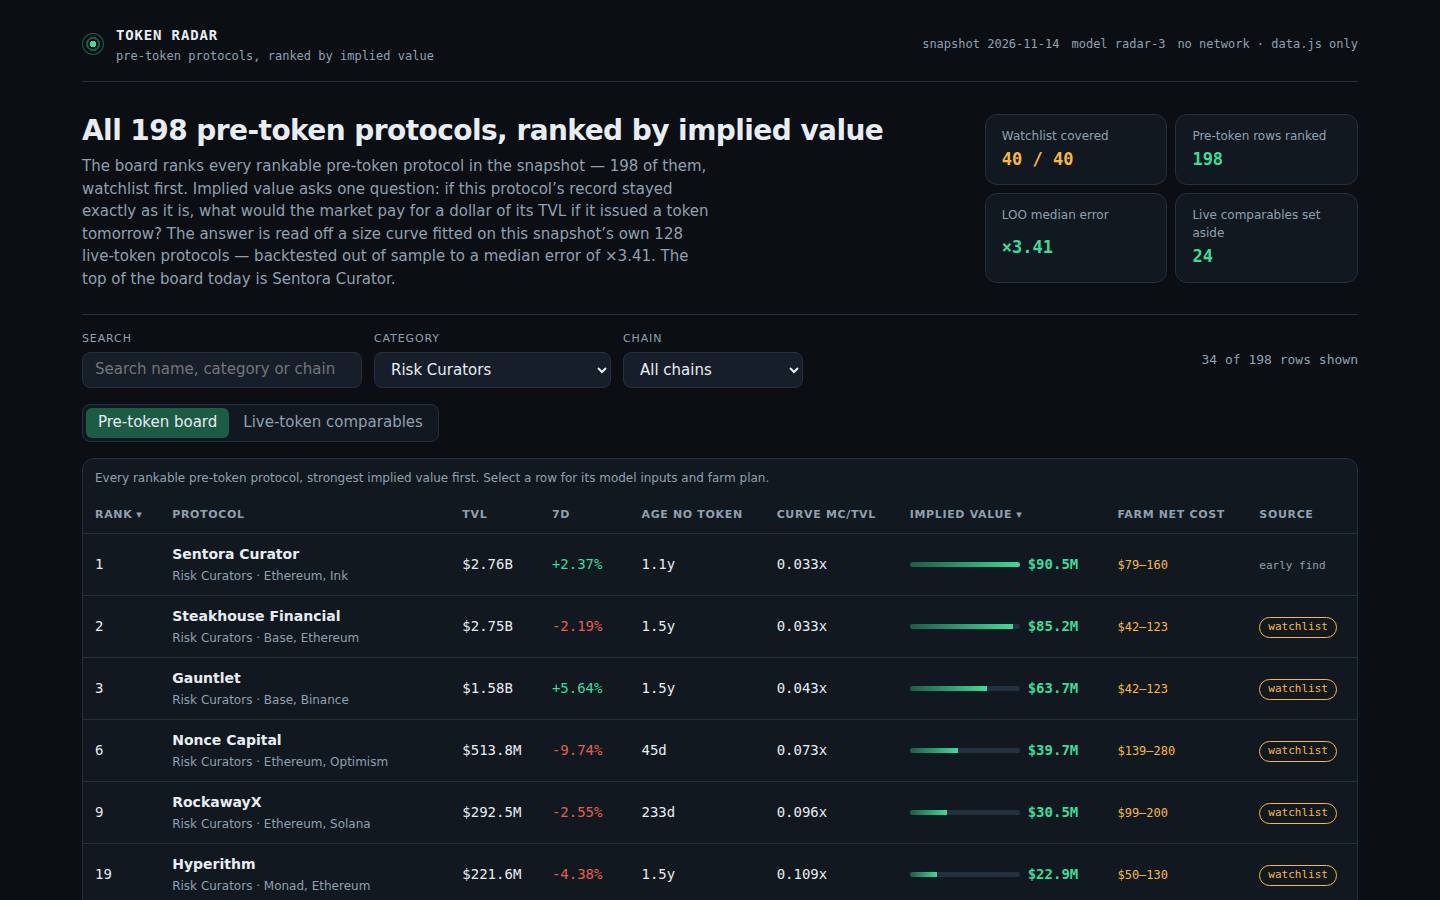 TOKEN RADAR
pre-token protocols, ranked by implied value
snapshot 2026-11-14 model radar-3 no network · data.js only
All 198 pre-token protocols, ranked by implied value
The board ranks every rankable pre-token protocol in the snapshot — 198 of them,
watchlist first. Implied value asks one question: if this protocol’s record stayed
exactly as it is, what would the market pay for a dollar of its TVL if it issued a token
tomorrow? The answer is read off a size curve fitted on this snapshot’s own 128
live-token protocols — backtested out of sample to a median error of ×3.41. The
top of the board today is Sentora Curator.
Watchlist covered
40 / 40
Pre-token rows ranked
198
LOO median error
×3.41
Live comparables set
aside
24
SEARCH
Search name, category or chain
CATEGORY
Risk Curators
CHAIN
All chains
34 of 198 rows shown
Pre-token board
Live-token comparables
Every rankable pre-token protocol, strongest implied value first. Select a row for its model inputs and farm plan.
RANK ▾ PROTOCOL TVL 7D AGE NO TOKEN CURVE MC/TVL IMPLIED VALUE ▾ FARM NET COST SOURCE
1 Sentora Curator $2.76B +2.37% 1.1y 0.033x $90.5M $79–160 early find
Risk Curators · Ethereum, Ink
2 Steakhouse Financial $2.75B -2.19% 1.5y 0.033x $85.2M $42–123 watchlist
Risk Curators · Base, Ethereum
3 Gauntlet $1.58B +5.64% 1.5y 0.043x $63.7M $42–123 watchlist
Risk Curators · Base, Binance
6 Nonce Capital $513.8M -9.74% 45d 0.073x $39.7M $139–280 watchlist
Risk Curators · Ethereum, Optimism
9 RockawayX $292.5M -2.55% 233d 0.096x $30.5M $99–200 watchlist
Risk Curators · Ethereum, Solana
19 Hyperithm $221.6M -4.38% 1.5y 0.109x $22.9M $50–130 watchlist
Risk Curators · Monad, Ethereum